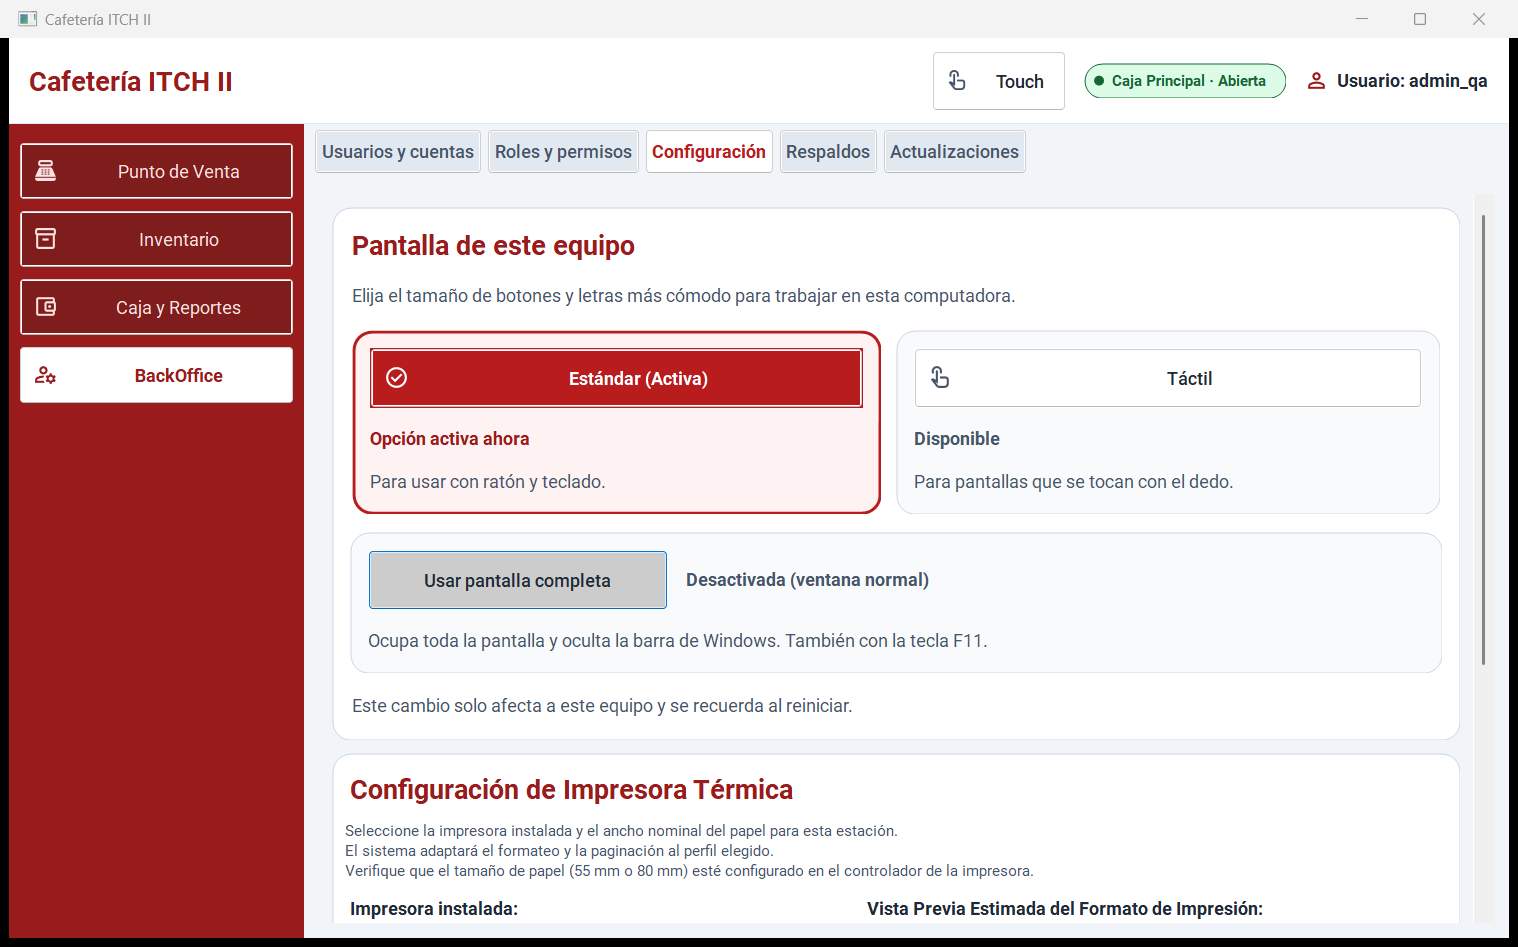 Cafetería ITCH II
Cafetería ITCH II
Touch
Caja Principal · Abierta
Usuario: admin_qa
Punto de Venta
Inventario
Caja y Reportes
BackOffice
Usuarios y cuentas
Roles y permisos
Configuración
Respaldos
Actualizaciones
Pantalla de este equipo
Elija el tamaño de botones y letras más cómodo para trabajar en esta computadora.
Estándar (Activa)
Opción activa ahora
Para usar con ratón y teclado.
Táctil
Disponible
Para pantallas que se tocan con el dedo.
Usar pantalla completa
Desactivada (ventana normal)
Ocupa toda la pantalla y oculta la barra de Windows. También con la tecla F11.
Este cambio solo afecta a este equipo y se recuerda al reiniciar.
Configuración de Impresora Térmica
Seleccione la impresora instalada y el ancho nominal del papel para esta estación.
El sistema adaptará el formateo y la paginación al perfil elegido.
Verifique que el tamaño de papel (55 mm o 80 mm) esté configurado en el controlador de la impresora.
Impresora instalada:
Vista Previa Estimada del Formato de Impresión: